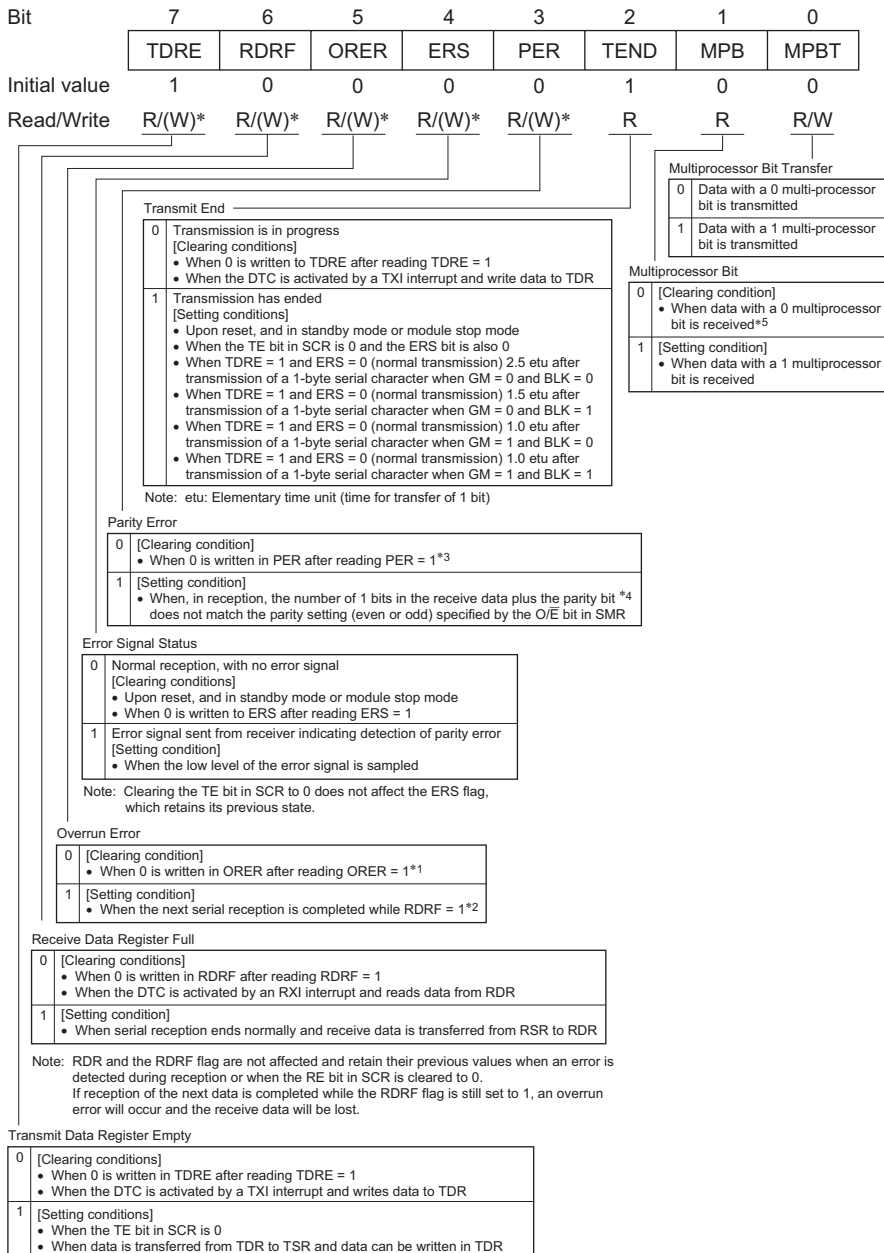 Bit 7 6 5 4 3 2 1 0
TDRE RDRF ORER ERS PER TEND MPB MPBT
Initial value 1 0 0 0 0 1 0 0
Read/Write R/(W)* R/(W)* R/(W)* R/(W)* R/(W)* R R R/W
Multiprocessor Bit Transfer
0 Data with a 0 multi-processor
bit is transmitted
1 Data with a 1 multi-processor
bit is transmitted
Transmit End
0 Transmission is in progress
[Clearing conditions]
• When 0 is written to TDRE after reading TDRE = 1
• When the DTC is activated by a TXI interrupt and write data to TDR
1 Transmission has ended
[Setting conditions]
• Upon reset, and in standby mode or module stop mode
• When the TE bit in SCR is 0 and the ERS bit is also 0
• When TDRE = 1 and ERS = 0 (normal transmission) 2.5 etu after
transmission of a 1-byte serial character when GM = 0 and BLK = 0
• When TDRE = 1 and ERS = 0 (normal transmission) 1.5 etu after
transmission of a 1-byte serial character when GM = 0 and BLK = 1
• When TDRE = 1 and ERS = 0 (normal transmission) 1.0 etu after
transmission of a 1-byte serial character when GM = 1 and BLK = 0
• When TDRE = 1 and ERS = 0 (normal transmission) 1.0 etu after
transmission of a 1-byte serial character when GM = 1 and BLK = 1
Note: etu: Elementary time unit (time for transfer of 1 bit)
Multiprocessor Bit
0 [Clearing condition]
• When data with a 0 multiprocessor
bit is received*5
1 [Setting condition]
• When data with a 1 multiprocessor
bit is received
Parity Error
0 [Clearing condition]
• When 0 is written in PER after reading PER = 1*3
1 [Setting condition]
• When, in reception, the number of 1 bits in the receive data plus the parity bit *4
does not match the parity setting (even or odd) specified by the O/E̅ bit in SMR
Error Signal Status
0 Normal reception, with no error signal
[Clearing conditions]
• Upon reset, and in standby mode or module stop mode
• When 0 is written to ERS after reading ERS = 1
1 Error signal sent from receiver indicating detection of parity error
[Setting condition]
• When the low level of the error signal is sampled
Note: Clearing the TE bit in SCR to 0 does not affect the ERS flag,
which retains its previous state.
Overrun Error
0 [Clearing condition]
• When 0 is written in ORER after reading ORER = 1*1
1 [Setting condition]
• When the next serial reception is completed while RDRF = 1*2
Receive Data Register Full
0 [Clearing conditions]
• When 0 is written in RDRF after reading RDRF = 1
• When the DTC is activated by an RXI interrupt and reads data from RDR
1 [Setting condition]
• When serial reception ends normally and receive data is transferred from RSR to RDR
Note: RDR and the RDRF flag are not affected and retain their previous values when an error is
detected during reception or when the RE bit in SCR is cleared to 0.
If reception of the next data is completed while the RDRF flag is still set to 1, an overrun
error will occur and the receive data will be lost.
Transmit Data Register Empty
0 [Clearing conditions]
• When 0 is written in TDRE after reading TDRE = 1
• When the DTC is activated by a TXI interrupt and writes data to TDR
1 [Setting conditions]
• When the TE bit in SCR is 0
• When data is transferred from TDR to TSR and data can be written in TDR